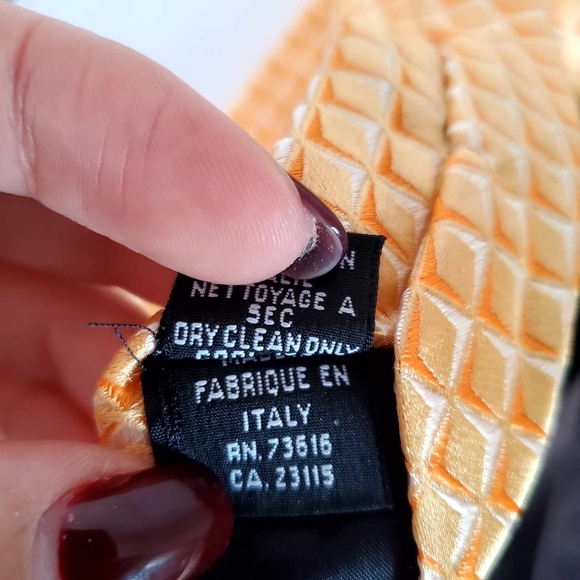 NETTOYAGE A
SEC
DRY CLEAN ONLY
FABRIQUE EN
ITALY
RN. 73616
CA. 23115